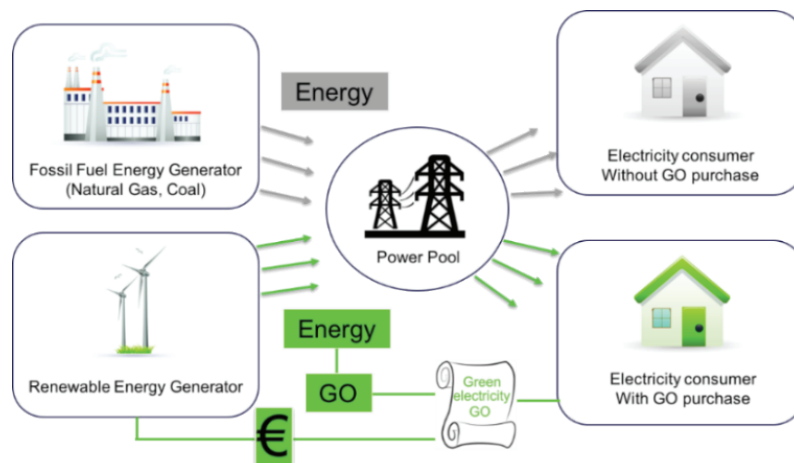 Energy
Fossil Fuel Energy Generator
(Natural Gas, Coal)
Electricity consumer
Without GO purchase
Power Pool
Energy
Renewable Energy Generator
GO
Green
electricity
GO
Electricity consumer
With GO purchase
€